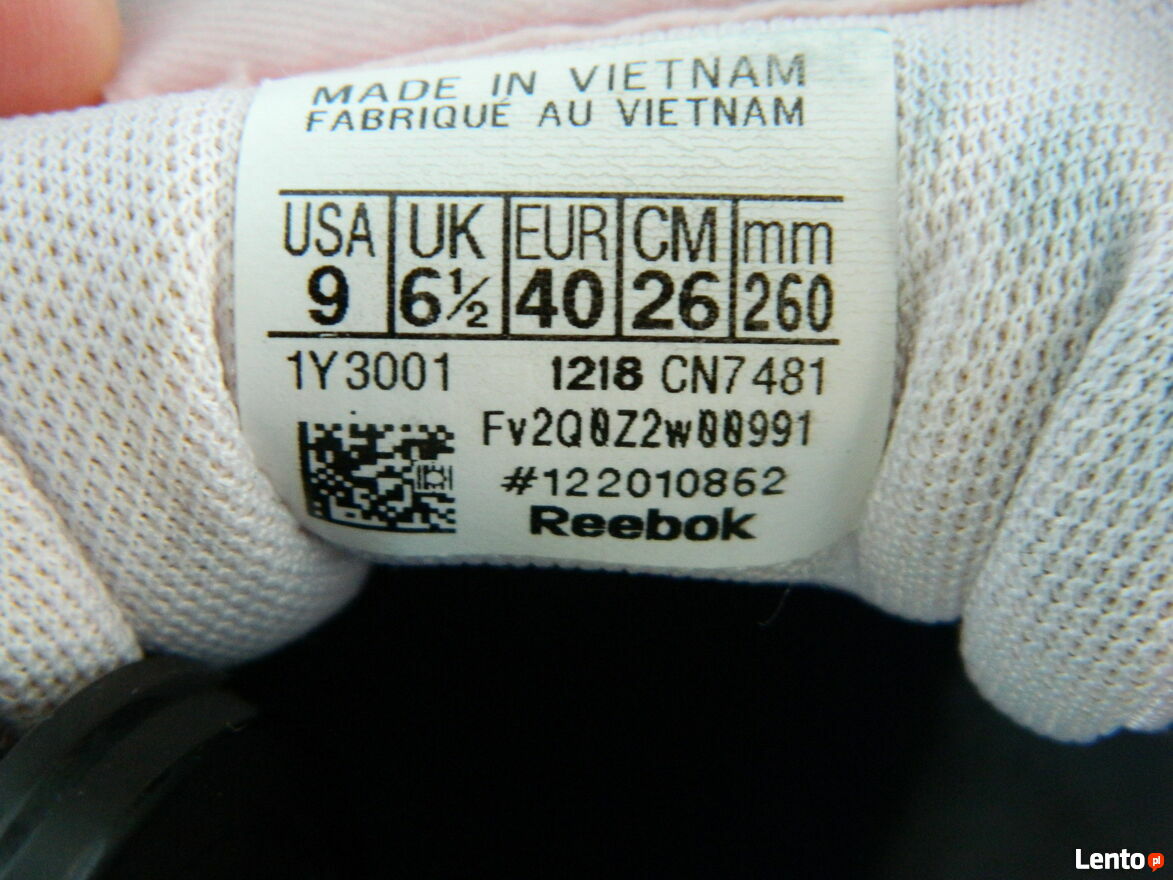 MADE IN VIETNAM
FABRIQUÉ AU VIETNAM
USA UK EUR CM mm
9 6½ 40 26 260
1Y3001 1218 CN7481
Fv2Q0Z2w00991
#122010862
Reebok
Lento pl